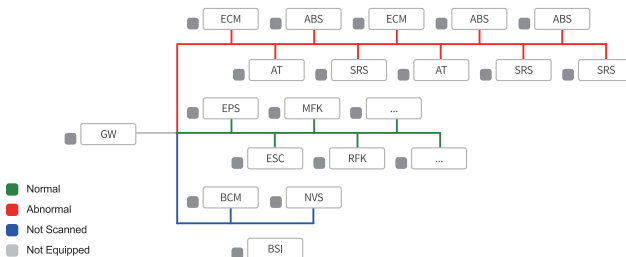 ECM ABS ECM ABS ABS
AT SRS AT SRS SRS
EPS MFK ...
GW
ESC RFK ...
Normal
BCM NVS
Abnormal
Not Scanned
Not Equipped
BSI